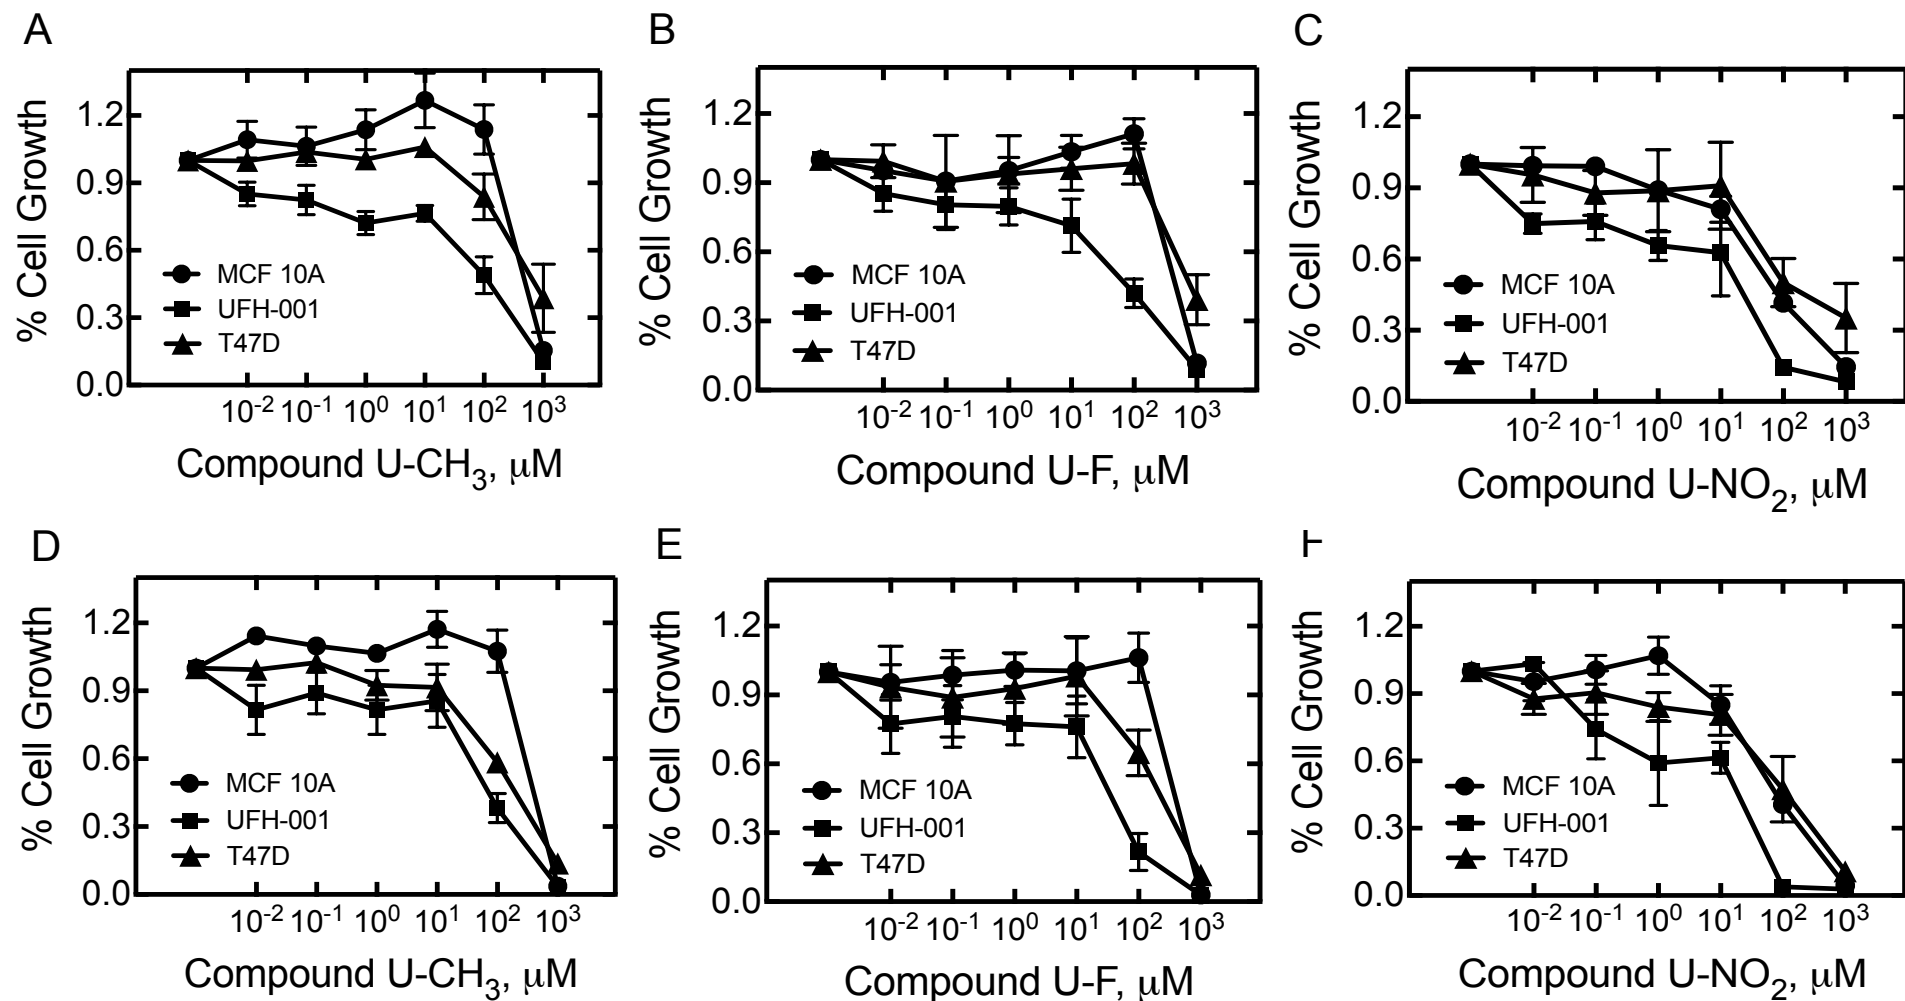 A
% Cell Growth
1.2
0.9
0.6
0.3
0.0
MCF 10A
UFH-001
T47D
10⁻² 10⁻¹ 10⁰ 10¹ 10² 10³
Compound U-CH₃, μM
B
% Cell Growth
1.2
0.9
0.6
0.3
0.0
MCF 10A
UFH-001
T47D
10⁻² 10⁻¹ 10⁰ 10¹ 10² 10³
Compound U-F, μM
C
% Cell Growth
1.2
0.9
0.6
0.3
0.0
MCF 10A
UFH-001
T47D
10⁻² 10⁻¹ 10⁰ 10¹ 10² 10³
Compound U-NO₂, μM
D
% Cell Growth
1.2
0.9
0.6
0.3
0.0
MCF 10A
UFH-001
T47D
10⁻² 10⁻¹ 10⁰ 10¹ 10² 10³
Compound U-CH₃, μM
E
% Cell Growth
1.2
0.9
0.6
0.3
0.0
MCF 10A
UFH-001
T47D
10⁻² 10⁻¹ 10⁰ 10¹ 10² 10³
Compound U-F, μM
F
% Cell Growth
1.2
0.9
0.6
0.3
0.0
MCF 10A
UFH-001
T47D
10⁻² 10⁻¹ 10⁰ 10¹ 10² 10³
Compound U-NO₂, μM